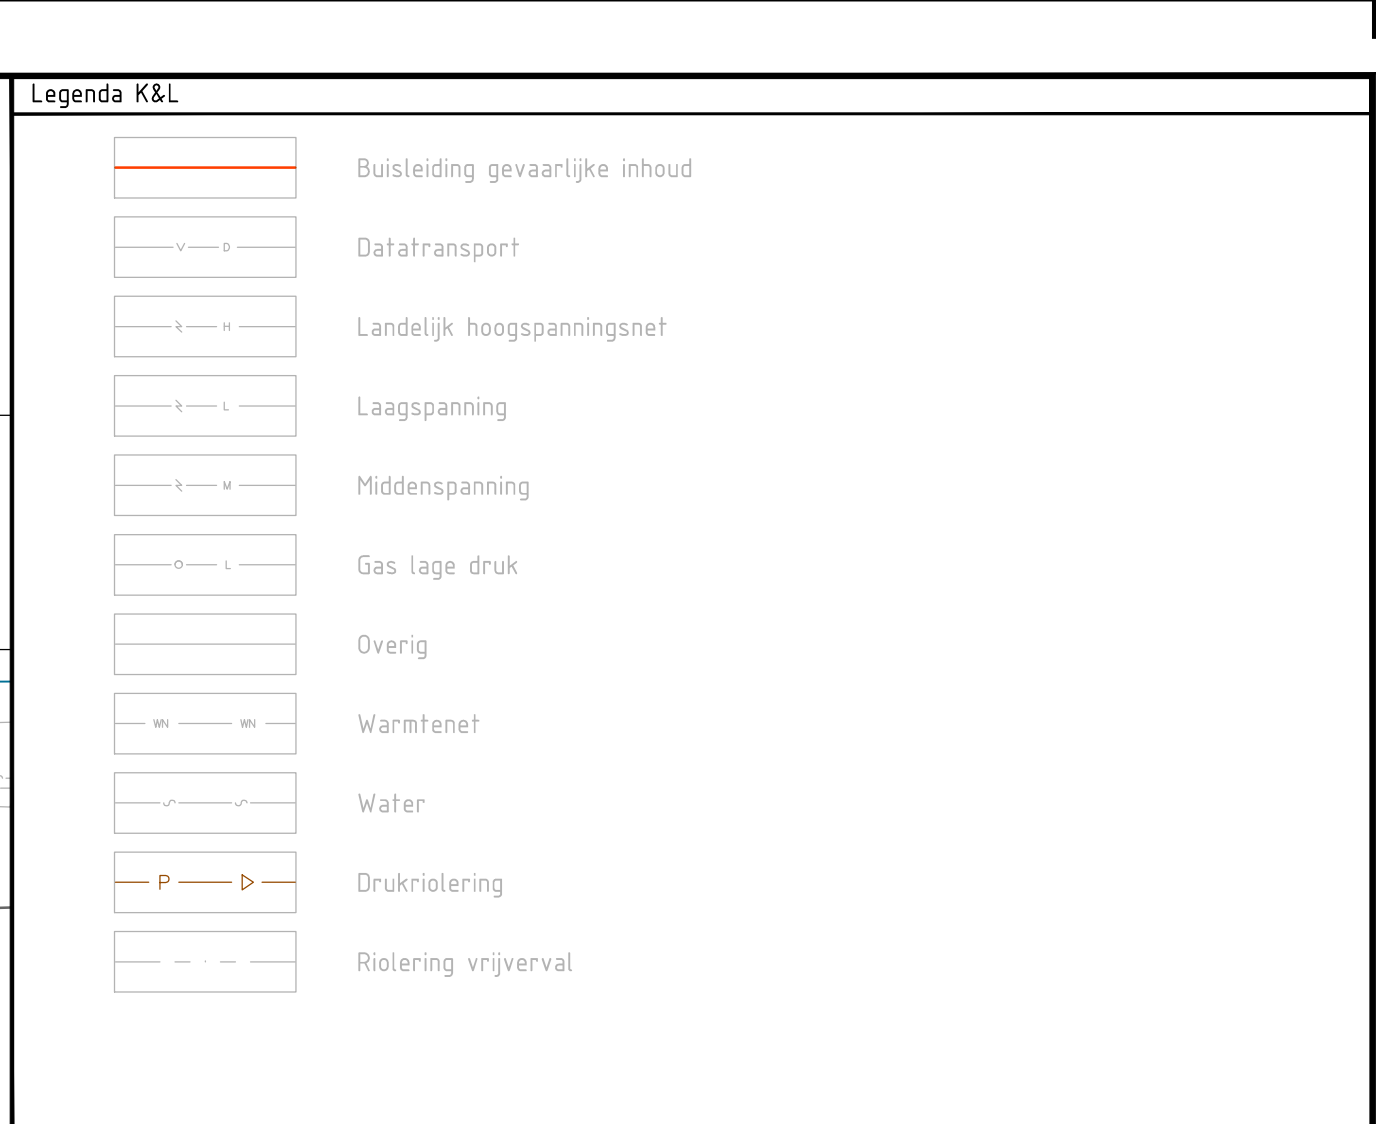 Legenda K&L
Buisleiding gevaarlijke inhoud
V D Datatransport
H Landelijk hoogspanningsnet
L Laagspanning
M Middenspanning
L Gas lage druk
Overig
WN WN Warmtenet
Water
P Drukriolering
Riolering vrijverval